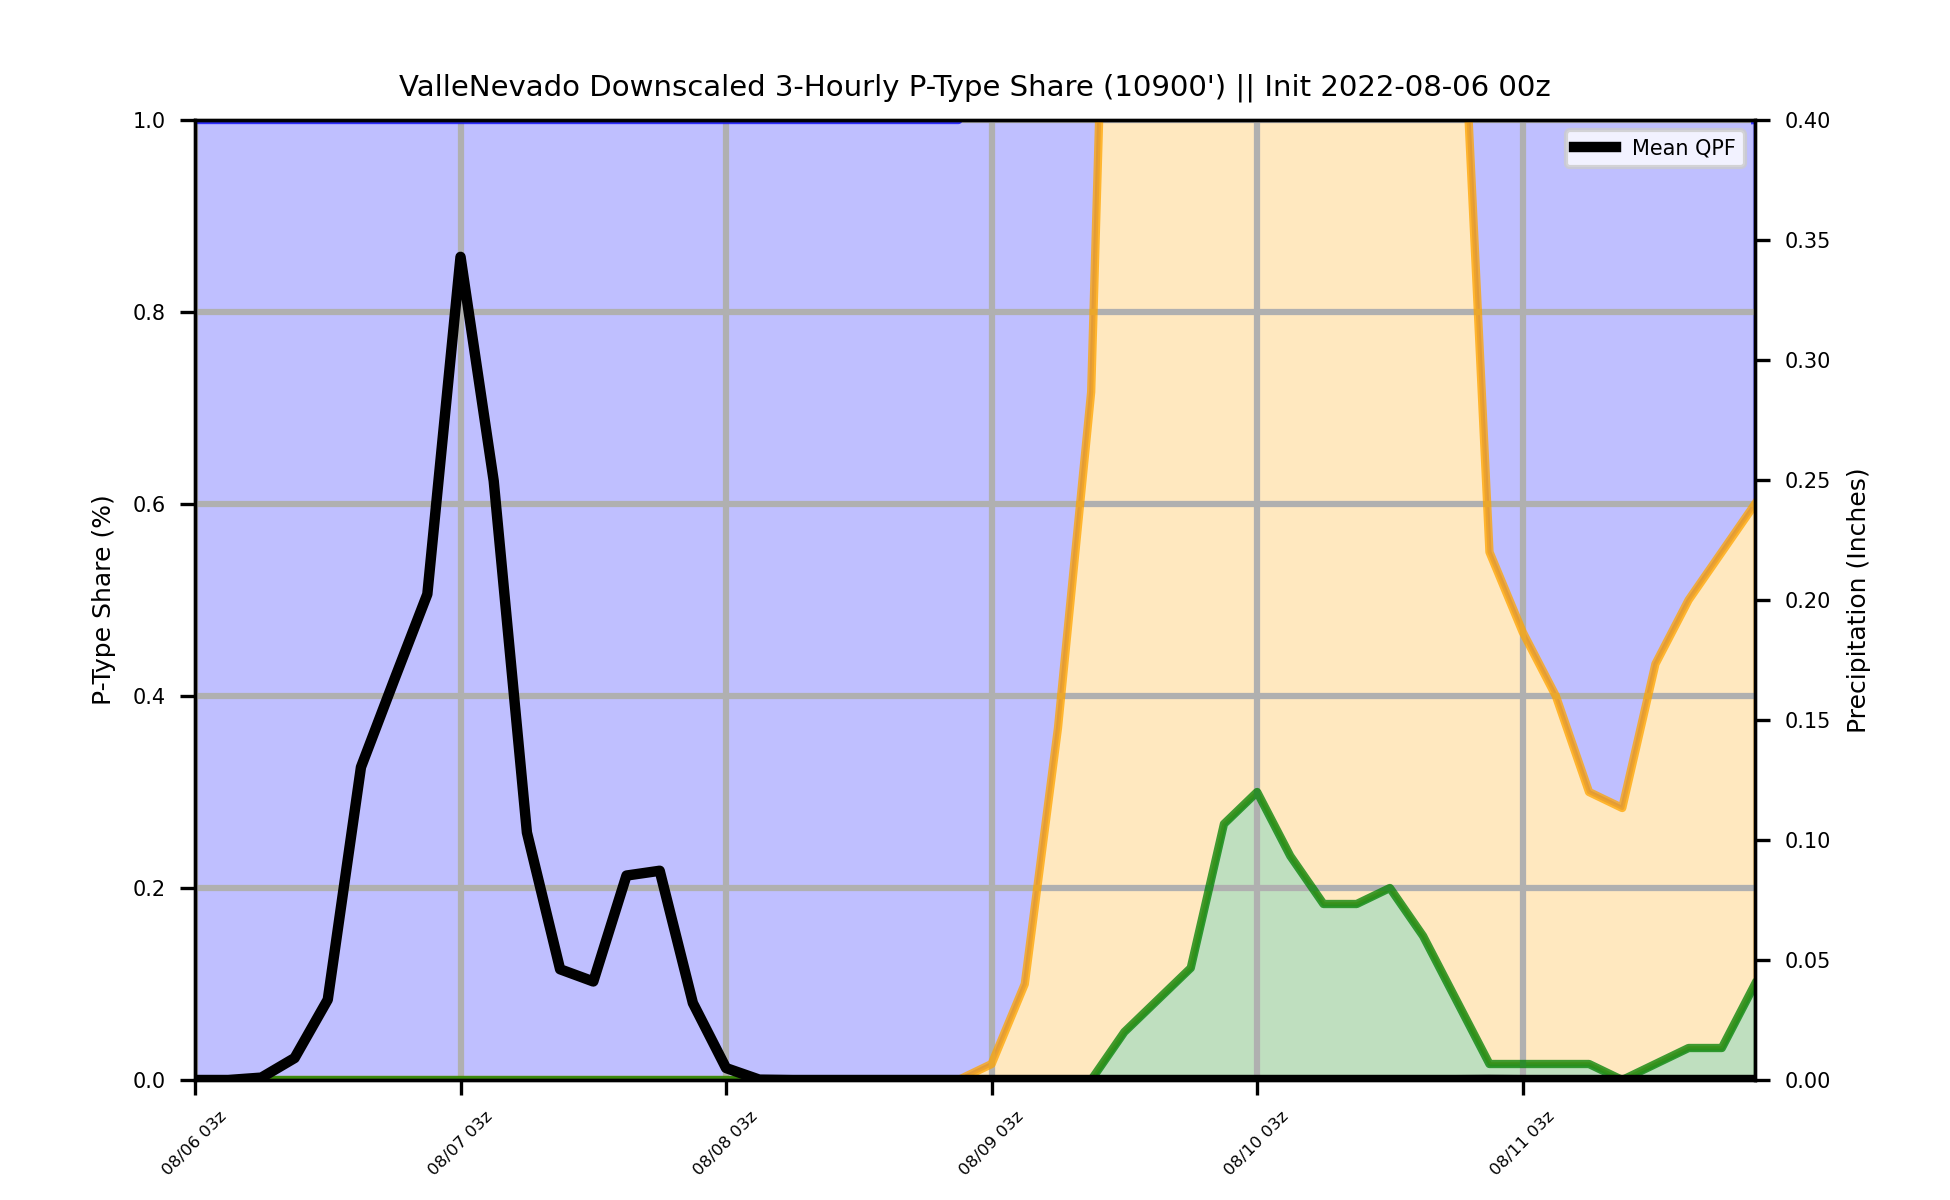 ValleNevado Downscaled 3-Hourly P-Type Share (10900') || Init 2022-08-06 00z
Mean QPF
P-Type Share (%)
1.0
0.8
0.6
0.4
0.2
0.0
0.40
0.35
0.30
0.25
0.20
0.15
0.10
0.05
0.00
Precipitation (Inches)
08/06 03z
08/07 03z
08/08 03z
08/09 03z
08/10 03z
08/11 03z